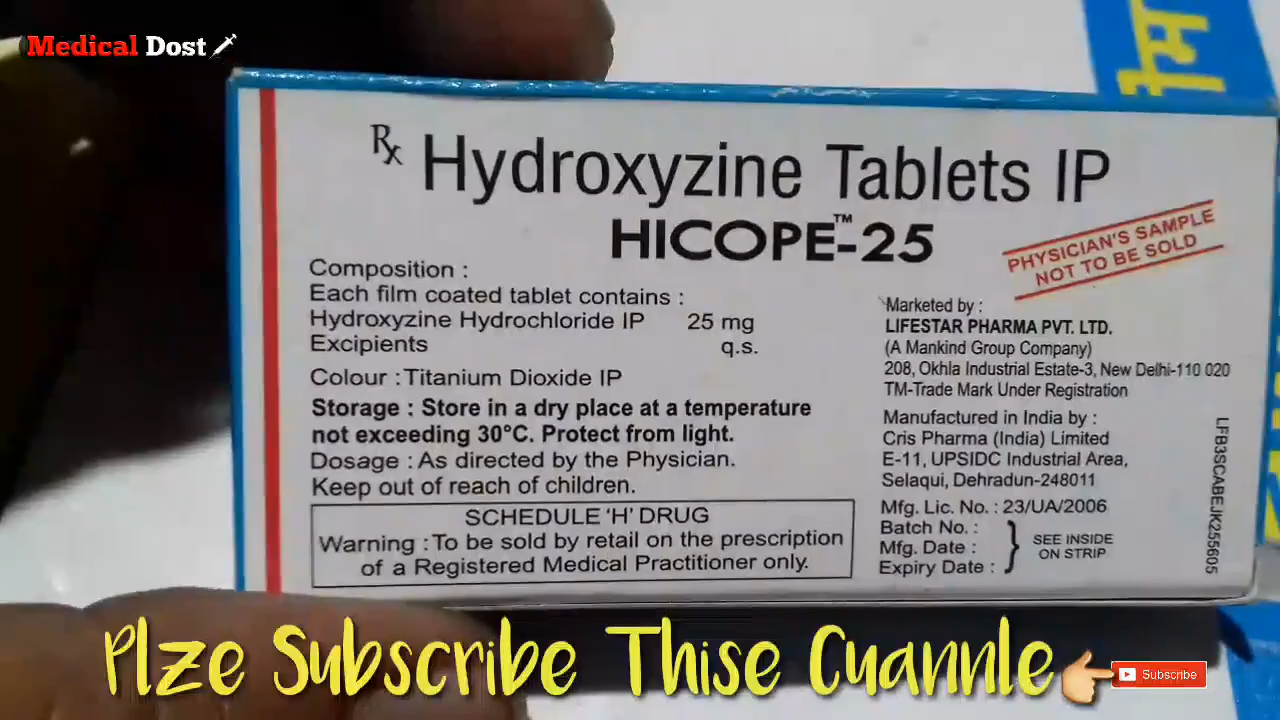 Medical Dost
Rx Hydroxyzine Tablets IP
HICOPE™-25
PHYSICIAN'S SAMPLE
NOT TO BE SOLD
Composition :
Each film coated tablet contains :
Hydroxyzine Hydrochloride IP 25 mg
Excipients q.s.
Colour : Titanium Dioxide IP
Storage : Store in a dry place at a temperature
not exceeding 30°C. Protect from light.
Dosage : As directed by the Physician.
Keep out of reach of children.
SCHEDULE 'H' DRUG
Warning : To be sold by retail on the prescription
of a Registered Medical Practitioner only.
Marketed by :
LIFESTAR PHARMA PVT. LTD.
(A Mankind Group Company)
208, Okhla Industrial Estate-3, New Delhi-110 020
TM-Trade Mark Under Registration
Manufactured in India by :
Cris Pharma (India) Limited
E-11, UPSIDC Industrial Area,
Selaqui, Dehradun-248011
Mfg. Lic. No. : 23/UA/2006
Batch No. :
Mfg. Date :
Expiry Date :
SEE INSIDE
ON STRIP
LFB3SCABEJK255605
Plze Subscribe Thise Cuannle
Subscribe